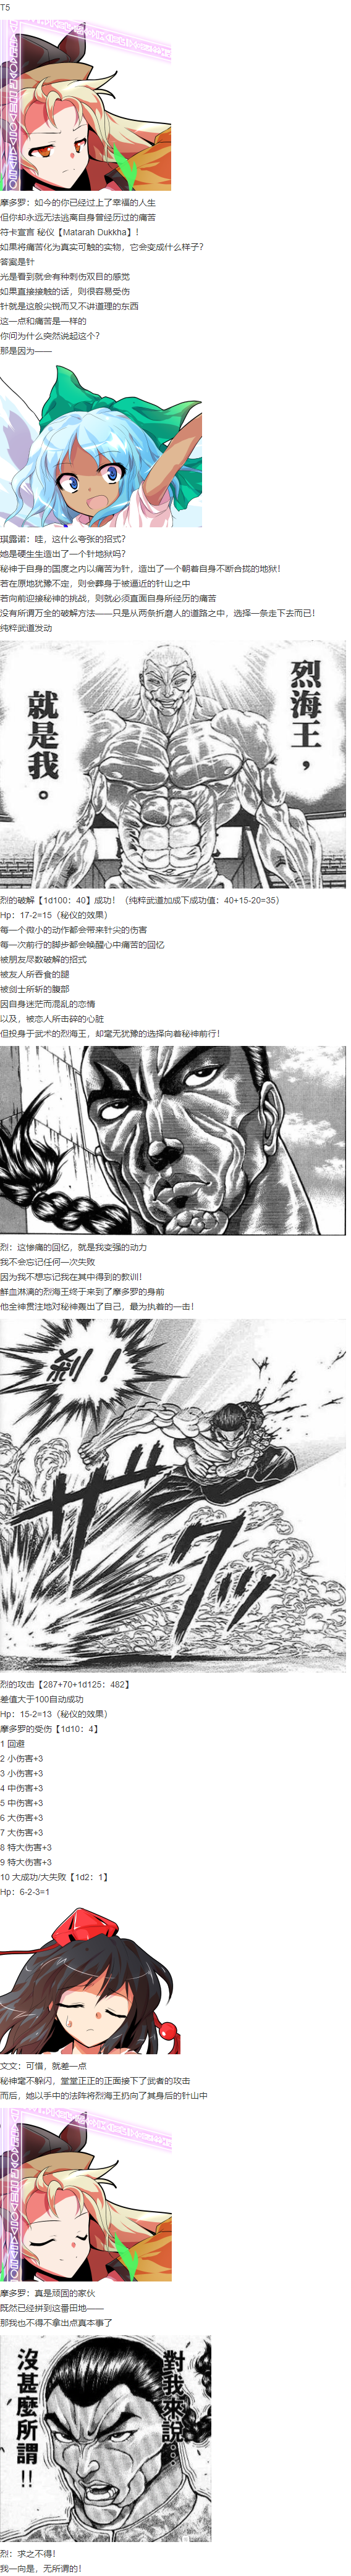 T5
摩多罗：如今的你已经过上了幸福的人生
但你却永远无法逃离自身曾经历过的痛苦
符卡宣言 秘仪【Matarah Dukkha】！
如果将痛苦化为真实可触的实物，它会变成什么样子？
答案是针
光是看到就会有种刺伤双目的感觉
如果直接接触的话，则很容易受伤
针就是这般尖锐而又不讲道理的东西
这一点和痛苦是一样的
你问为什么突然说起这个？
那是因为——
琪露诺：哇，这什么夸张的招式？
她是硬生生造出了一个针地狱吗？
秘神于自身的国度之内以痛苦为针，造出了一个朝着自身不断合拢的地狱！
若在原地犹豫不定，则会葬身于被逼近的针山之中
若向前迎接秘神的挑战，则就必须直面自身所经历的痛苦
没有所谓万全的破解方法——只是从两条折磨人的道路之中，选择一条走下去而已！
纯粹武道发动
烈海王，
就是我。
烈的破解【1d100：40】成功！（纯粹武道加成下成功值：40+15-20=35）
Hp：17-2=15（秘仪的效果）
每一个微小的动作都会带来针尖的伤害
每一次前行的脚步都会唤醒心中痛苦的回忆
被朋友尽数破解的招式
被友人所吞食的腿
被剑士所斩的腹部
因自身迷茫而混乱的恋情
以及，被恋人所击碎的心脏
但投身于武术的烈海王，却毫无犹豫的选择向着秘神前行！
烈：这惨痛的回忆，就是我变强的动力
我不会忘记任何一次失败
因为我不想忘记我在其中得到的教训！
鲜血淋漓的烈海王终于来到了摩多罗的身前
他全神贯注地对秘神轰出了自己，最为执着的一击！
刹！
烈的攻击【287+70+1d125：482】
差值大于100自动成功
Hp：15-2=13（秘仪的效果）
摩多罗的受伤【1d10：4】
1 回避
2 小伤害+3
3 小伤害+3
4 中伤害+3
5 中伤害+3
6 大伤害+3
7 大伤害+3
8 特大伤害+3
9 特大伤害+3
10 大成功/大失败【1d2：1】
Hp：6-2-3=1
文文：可惜，就差一点
秘神毫不躲闪，堂堂正正的正面接下了武者的攻击
而后，她以手中的法阵将烈海王扔向了其身后的针山中
摩多罗：真是顽固的家伙
既然已经拼到这番田地——
那我也不得不拿出点真本事了
對我來說…
沒甚麼所謂!!
烈：求之不得！
我一向是，无所谓的！